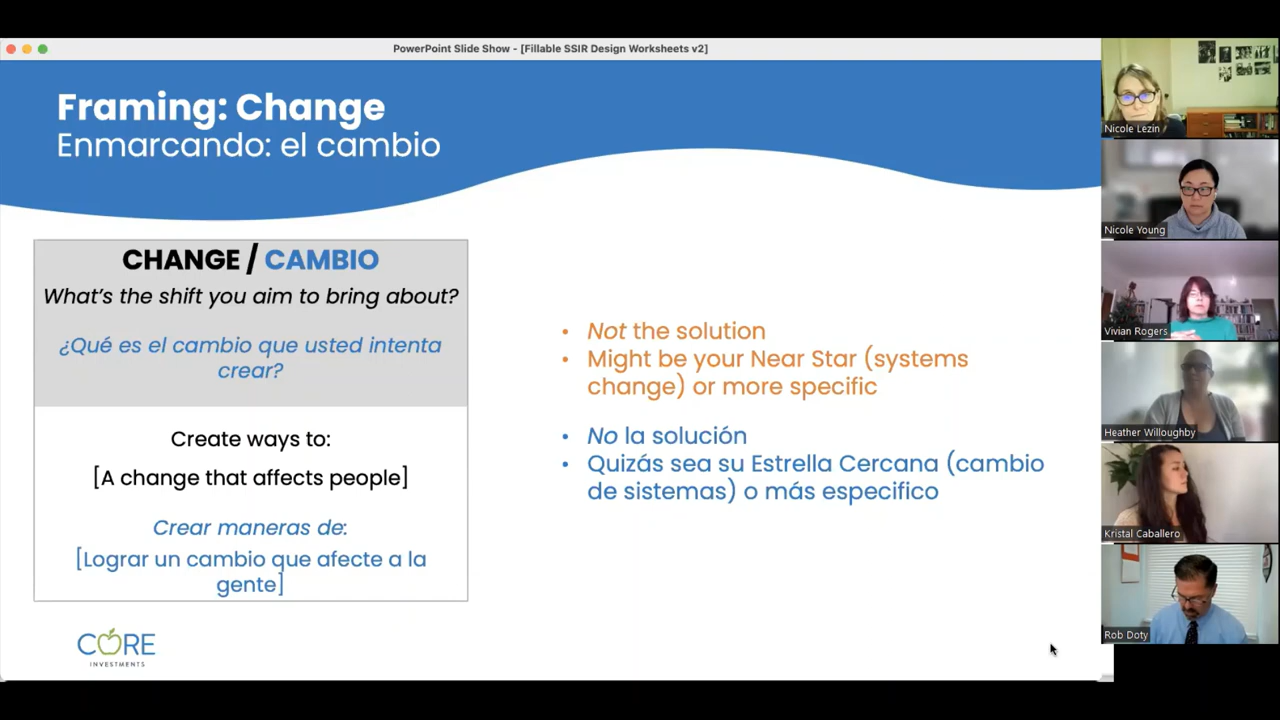 PowerPoint Slide Show - [Fillable SSIR Design Worksheets v2]
Framing: Change
Enmarcando: el cambio
CHANGE / CAMBIO
What's the shift you aim to bring about?
¿Qué es el cambio que usted intenta
crear?
Create ways to:
[A change that affects people]
Crear maneras de:
[Lograr un cambio que afecte a la
gente]
• Not the solution
• Might be your Near Star (systems
change) or more specific
• No la solución
• Quizás sea su Estrella Cercana (cambio
de sistemas) o más especifico
CORE
INVESTMENTS
Nicole Lezin
Nicole Young
Vivian Rogers
Heather Willoughby
Kristal Caballero
Rob Doty